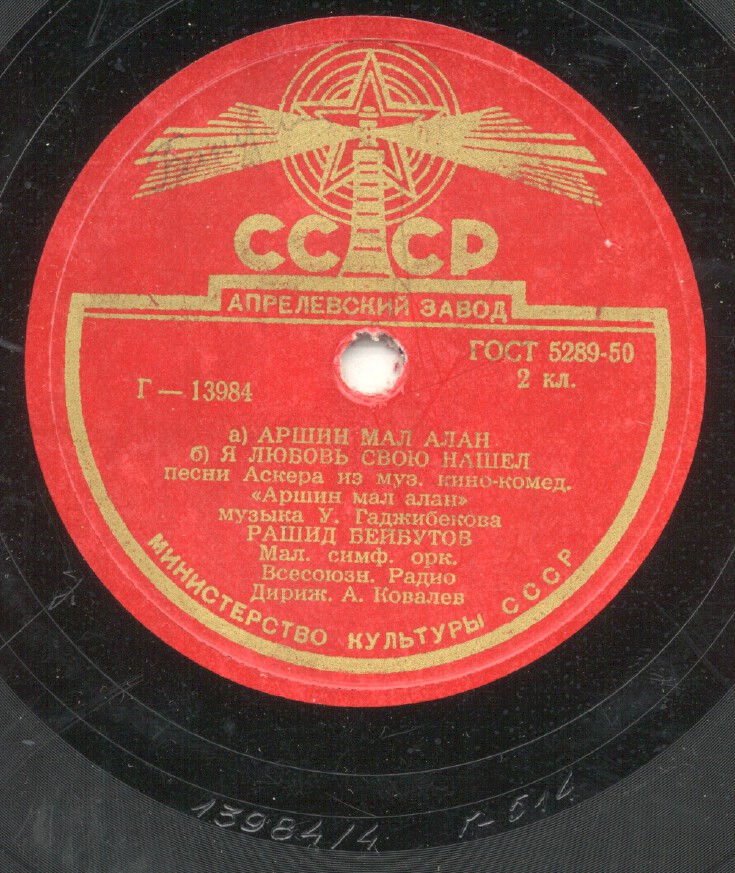 СССР
АПРЕЛЕВСКИЙ ЗАВОД
ГОСТ 5289-50
2 кл.
Г — 13984
а) АРШИН МАЛ АЛАН
б) Я ЛЮБОВЬ СВОЮ НАШЕЛ
песни Аскера из муз. кино-комед.
«Аршин мал алан»
музыка У. Гаджибекова
РАШИД БЕЙБУТОВ
Мал. симф. орк.
Всесоюзн. Радио
Дириж. А. Ковалев
МИНИСТЕРСТВО КУЛЬТУРЫ СССР
13984/4 Г-514